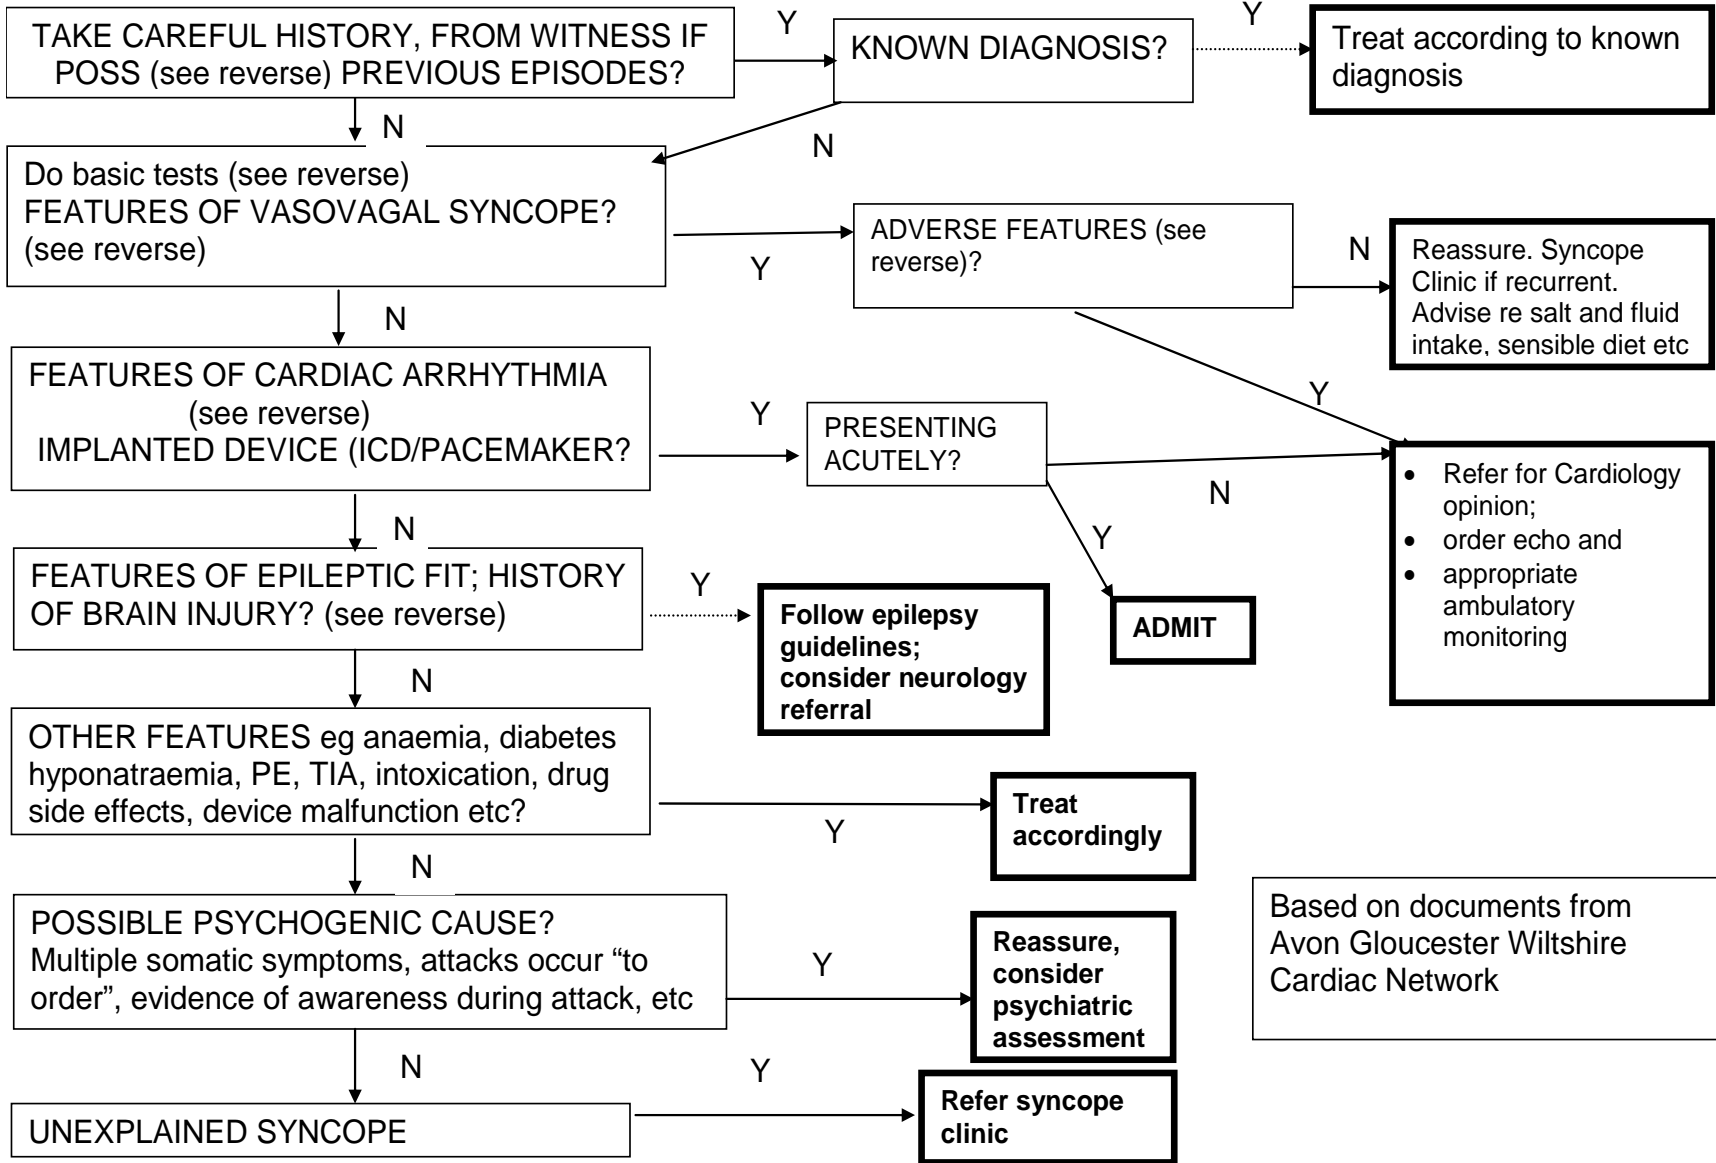 TAKE CAREFUL HISTORY, FROM WITNESS IF
POSS (see reverse) PREVIOUS EPISODES?
Y
KNOWN DIAGNOSIS?
Y
Treat according to known
diagnosis
N
N
Do basic tests (see reverse)
FEATURES OF VASOVAGAL SYNCOPE?
(see reverse)
Y
ADVERSE FEATURES (see
reverse)?
N
Reassure. Syncope
Clinic if recurrent.
Advise re salt and fluid
intake, sensible diet etc
Y
N
FEATURES OF CARDIAC ARRHYTHMIA
(see reverse)
IMPLANTED DEVICE (ICD/PACEMAKER?
Y
PRESENTING
ACUTELY?
N
Y
• Refer for Cardiology
opinion;
• order echo and
• appropriate
ambulatory
monitoring
ADMIT
N
FEATURES OF EPILEPTIC FIT; HISTORY
OF BRAIN INJURY? (see reverse)
Y
Follow epilepsy
guidelines;
consider neurology
referral
N
OTHER FEATURES eg anaemia, diabetes
hyponatraemia, PE, TIA, intoxication, drug
side effects, device malfunction etc?
Y
Treat
accordingly
N
POSSIBLE PSYCHOGENIC CAUSE?
Multiple somatic symptoms, attacks occur “to
order”, evidence of awareness during attack, etc
Y
Reassure,
consider
psychiatric
assessment
Based on documents from
Avon Gloucester Wiltshire
Cardiac Network
N
UNEXPLAINED SYNCOPE
Y
Refer syncope
clinic